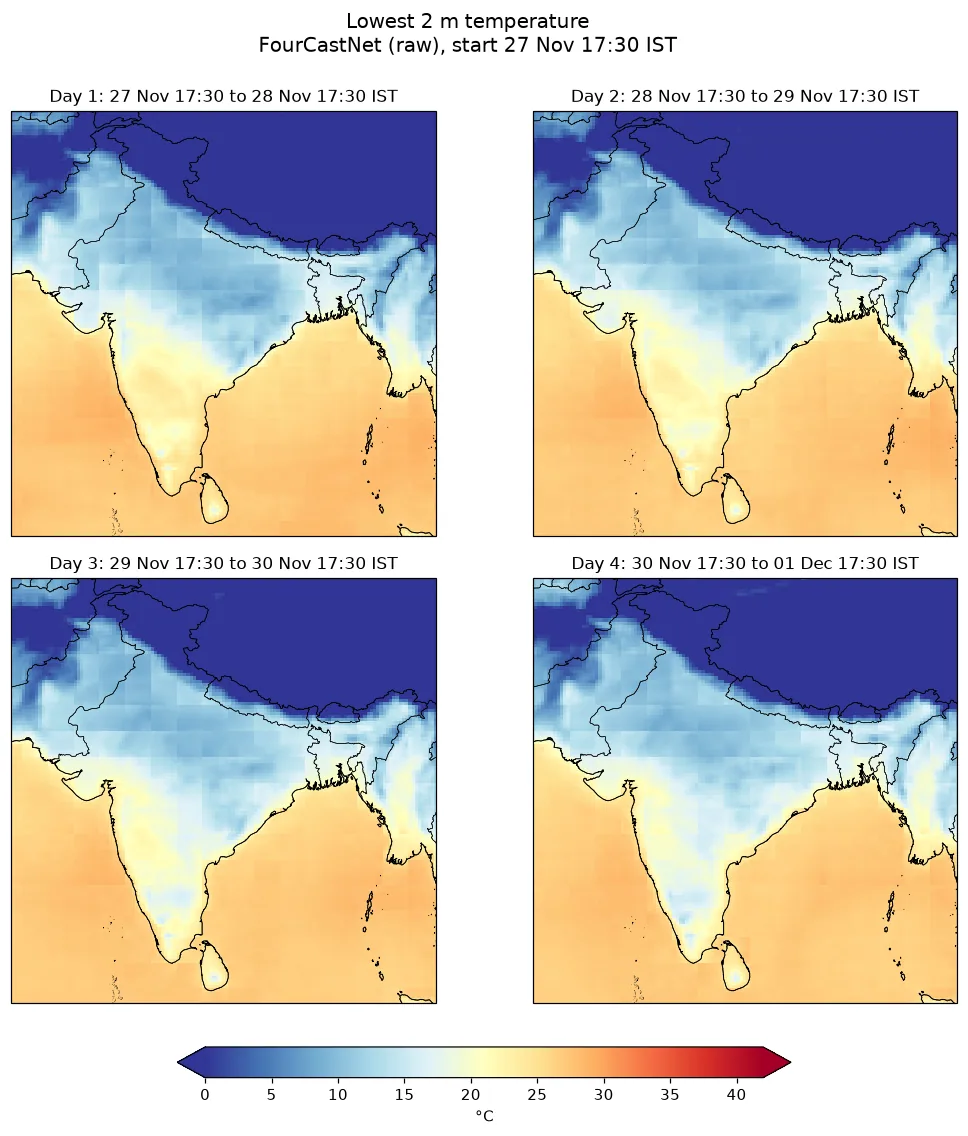 Lowest 2 m temperature
FourCastNet (raw), start 27 Nov 17:30 IST
Day 1: 27 Nov 17:30 to 28 Nov 17:30 IST
Day 2: 28 Nov 17:30 to 29 Nov 17:30 IST
Day 3: 29 Nov 17:30 to 30 Nov 17:30 IST
Day 4: 30 Nov 17:30 to 01 Dec 17:30 IST
0 5 10 15 20 25 30 35 40
°C